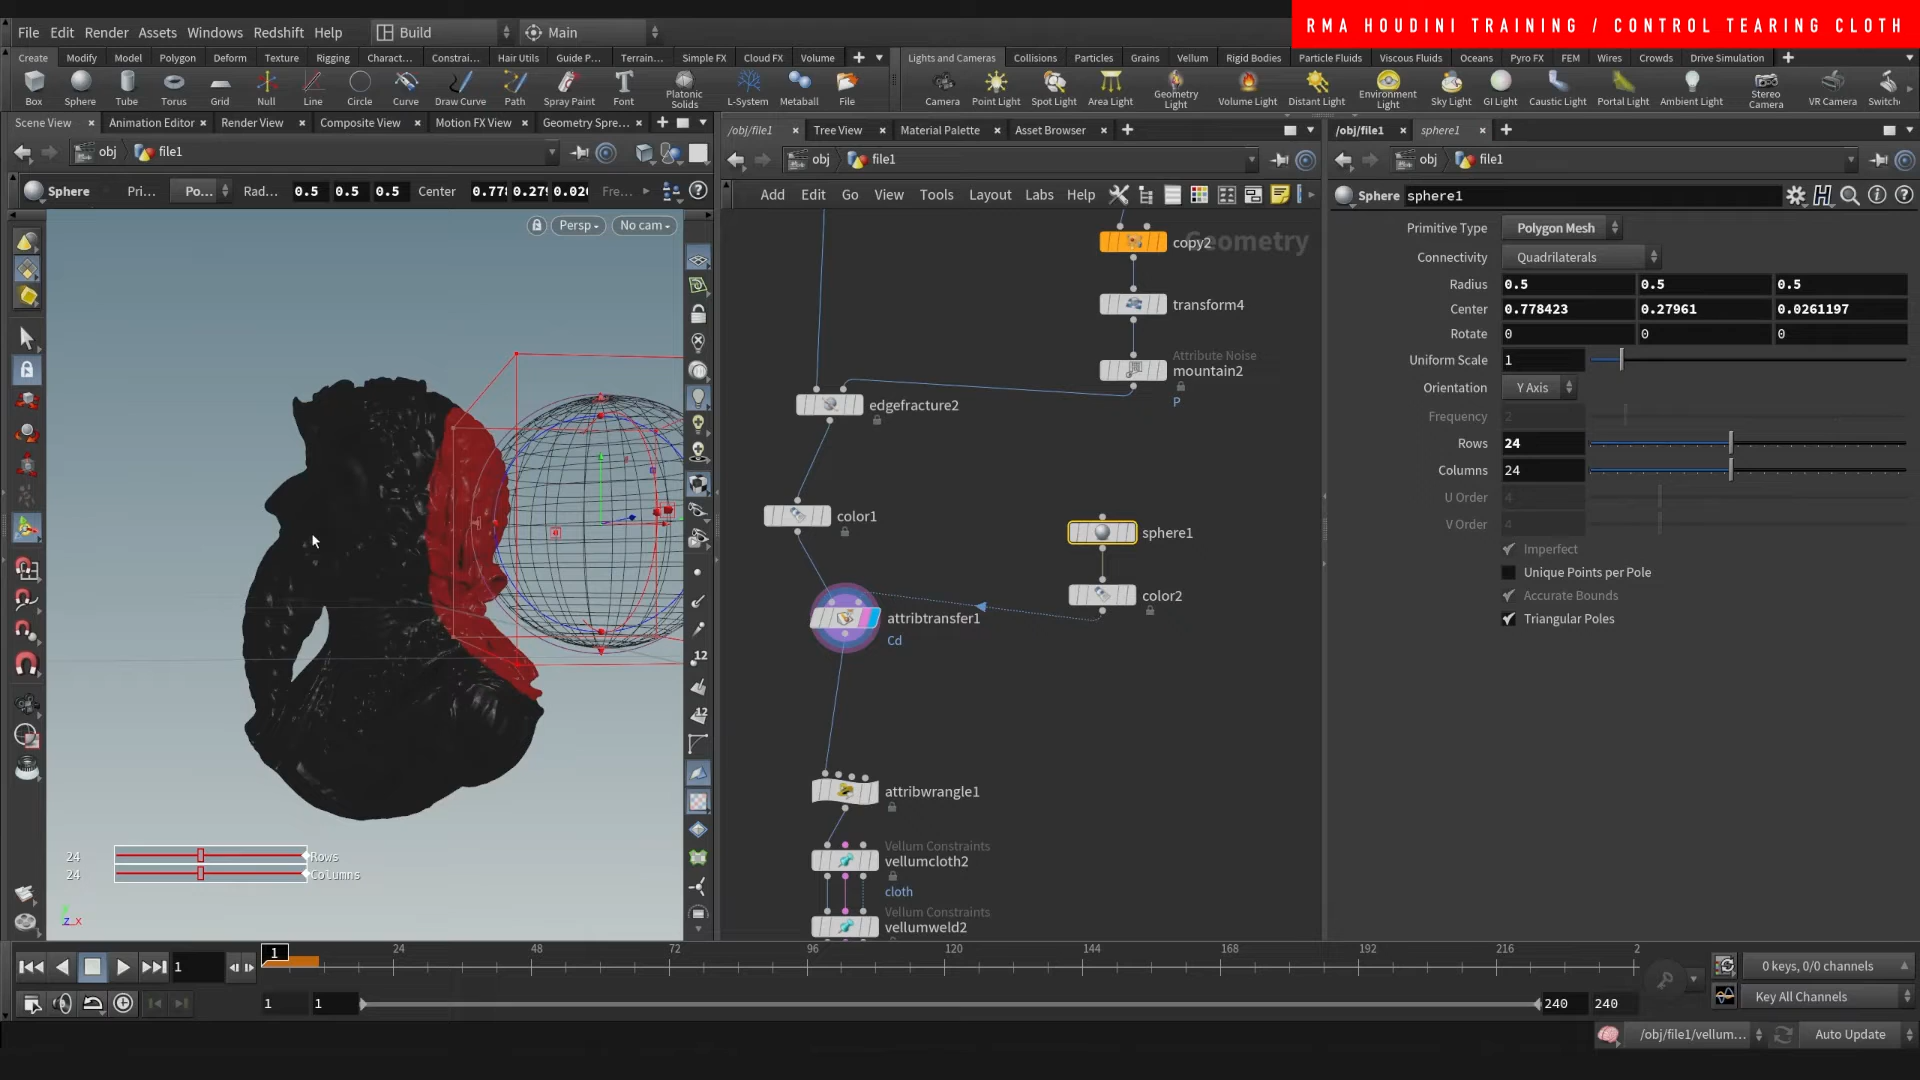 RMA HOUDINI TRAINING / CONTROL TEARING CLOTH
File Edit Render Assets Windows Redshift Help Build Main
Create Modify Model Polygon Deform Texture Rigging Charact... Constrai... Hair Utils Guide P... Terrain... Simple FX Cloud FX Volume
Lights and Cameras Collisions Particles Grains Vellum Rigid Bodies Particle Fluids Viscous Fluids Oceans Pyro FX FEM Wires Crowds Drive Simulation
Box Sphere Tube Torus Grid Null Line Circle Curve Draw Curve Path Spray Paint Font Platonic Solids L-System Metaball File
Camera Point Light Spot Light Area Light Geometry Light Volume Light Distant Light Environment Light Sky Light GI Light Caustic Light Portal Light Ambient Light Stereo Camera VR Camera Switch
Scene View Animation Editor Render View Composite View Motion FX View Geometry Spre...
/obj/file1 Tree View Material Palette Asset Browser
/obj/file1 sphere1
obj file1
obj file1
obj file1
Sphere Pri... Po... Rad... 0.5 0.5 0.5 Center Fre...
Persp No cam
Add Edit Go View Tools Layout Labs Help
Geometry
copy2
transform4
Attribute Noise
mountain2
P
edgefracture2
color1
sphere1
color2
attribtransfer1
Cd
attribwrangle1
Vellum Constraints
vellumcloth2
cloth
Vellum Constraints
vellumweld2
Sphere sphere1
Primitive Type Polygon Mesh
Connectivity Quadrilaterals
Radius 0.5 0.5 0.5
Center 0.778423 0.27961 0.0261197
Rotate 0 0 0
Uniform Scale 1
Orientation Y Axis
Frequency 2
Rows 24
Columns 24
U Order 4
V Order 4
Imperfect
Unique Points per Pole
Accurate Bounds
Triangular Poles
12
12
24 Rows
24 Columns
z x
1 24 48 72 96 120 144 168 192 216 2
1
1 1 240 240
0 keys, 0/0 channels
Key All Channels
/obj/file1/vellum... Auto Update